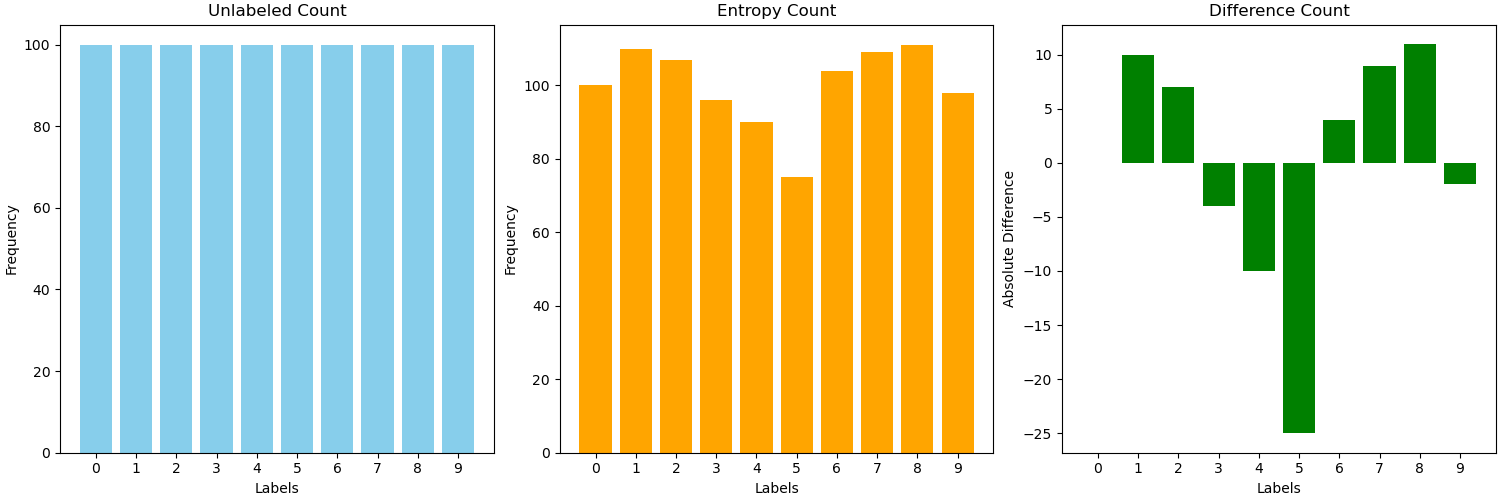 Unlabeled Count
100
80
60
40
20
0
Frequency
0 1 2 3 4 5 6 7 8 9
Labels
Entropy Count
100
80
60
40
20
0
Frequency
0 1 2 3 4 5 6 7 8 9
Labels
Difference Count
10
5
0
−5
−10
−15
−20
−25
Absolute Difference
0 1 2 3 4 5 6 7 8 9
Labels